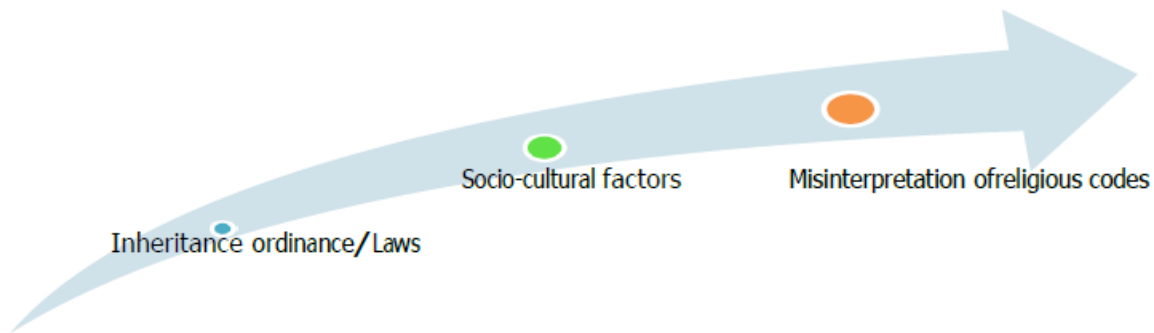 Socio-cultural factors
Misinterpretation ofreligious codes
Inheritance ordinance/Laws